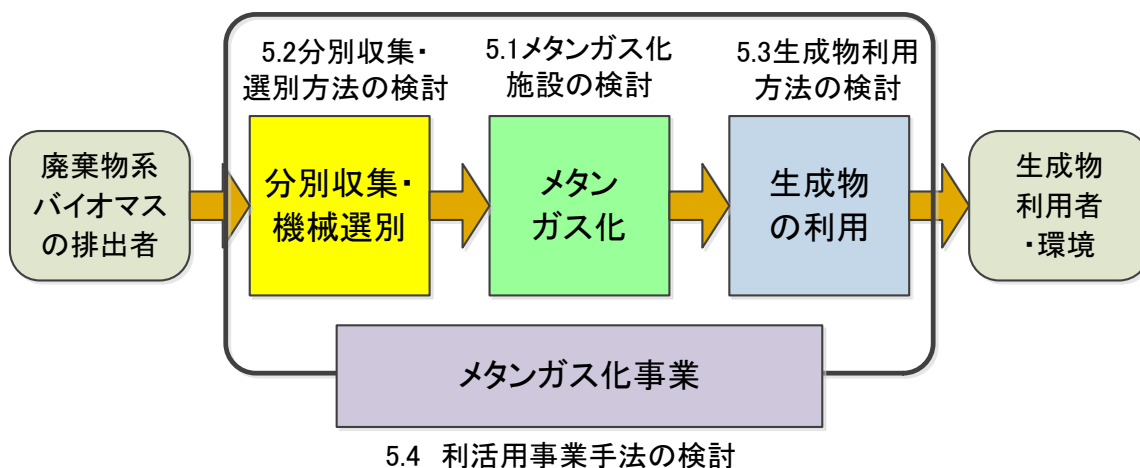 5.2分別収集・
選別方法の検討
5.1メタンガス化
施設の検討
5.3生成物利用
方法の検討
廃棄物系
バイオマス
の排出者
分別収集・
機械選別
メタン
ガス化
生成物
の利用
生成物
利用者
・環境
メタンガス化事業
5.4 利活用事業手法の検討